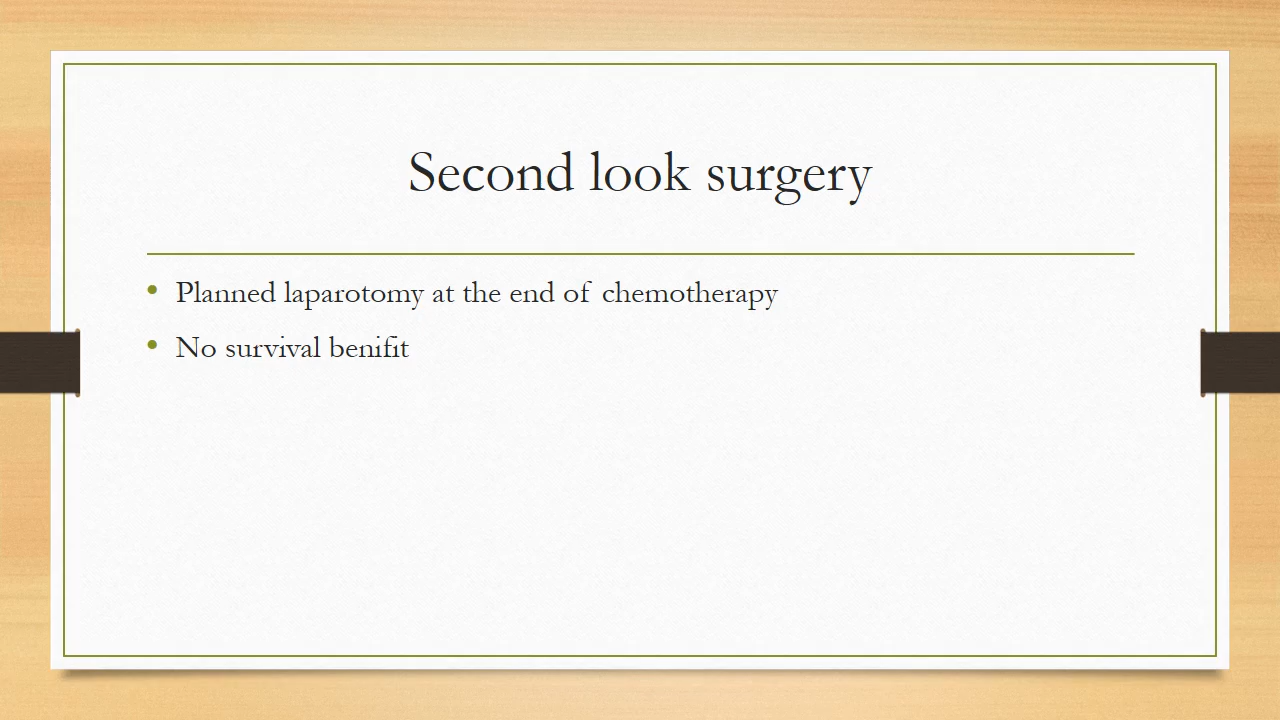 Second look surgery
• Planned laparotomy at the end of chemotherapy
• No survival benifit